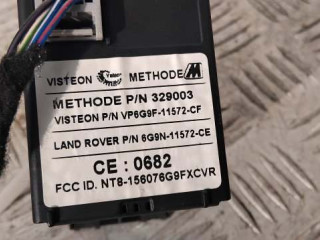 VISTEON Visteon METHODE M
METHODE P/N 329003
VISTEON P/N VP6G9F-11572-CF
LAND ROVER P/N 6G9N-11572-CE
CE : 0682
FCC ID. NT8-156076G9FXCVR